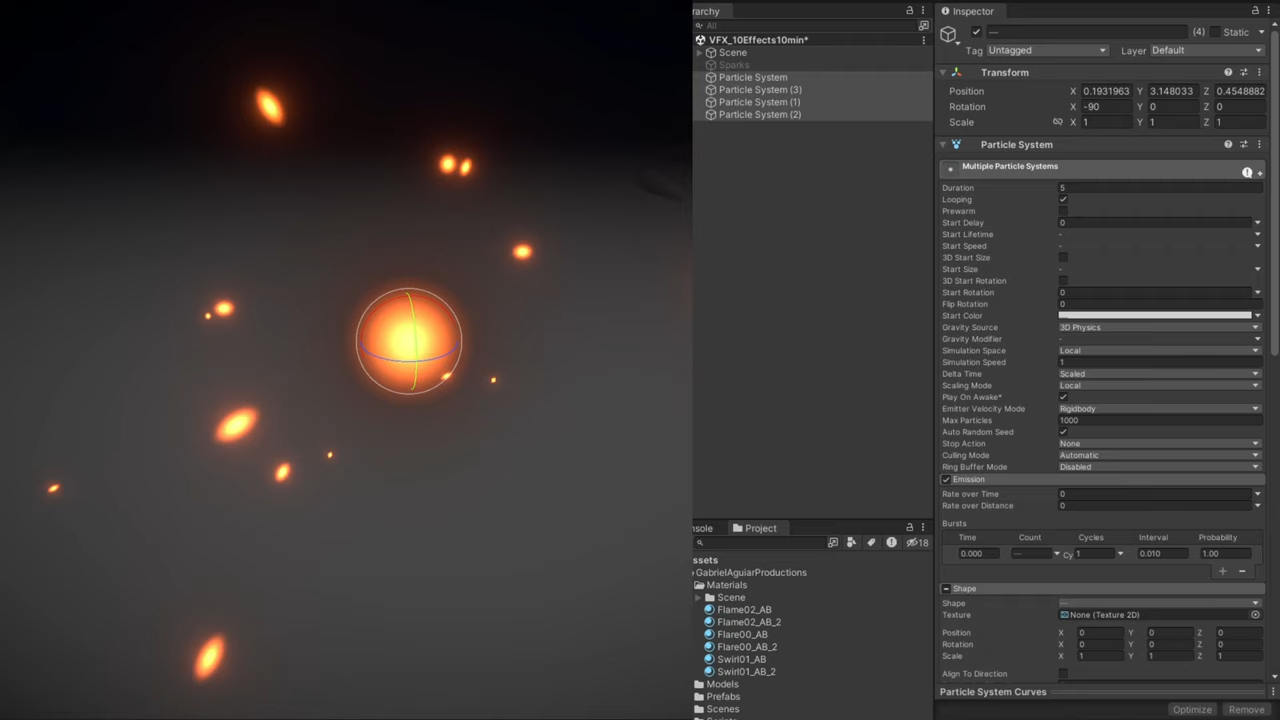 rarchy
All
VFX_10Effects10min*
Scene
Sparks
Particle System
Particle System (3)
Particle System (1)
Particle System (2)
nsole
Project
18
ssets
GabrielAguiarProductions
Materials
Scene
Flame02_AB
Flame02_AB_2
Flare00_AB
Flare00_AB_2
Swirl01_AB
Swirl01_AB_2
Models
Prefabs
Scenes
Inspector
— (4) Static
Tag Untagged Layer Default
Transform
Position X 0.1931963 Y 3.148033 Z 0.4548882
Rotation X -90 Y 0 Z 0
Scale X 1 Y 1 Z 1
Particle System
Multiple Particle Systems
Duration 5
Looping
Prewarm
Start Delay 0
Start Lifetime -
Start Speed -
3D Start Size
Start Size -
3D Start Rotation
Start Rotation 0
Flip Rotation 0
Start Color
Gravity Source 3D Physics
Gravity Modifier -
Simulation Space Local
Simulation Speed 1
Delta Time Scaled
Scaling Mode Local
Play On Awake*
Emitter Velocity Mode Rigidbody
Max Particles 1000
Auto Random Seed
Stop Action None
Culling Mode Automatic
Ring Buffer Mode Disabled
Emission
Rate over Time 0
Rate over Distance 0
Bursts
Time Count Cycles Interval Probability
0.000 — Cy 1 0.010 1.00
Shape
Shape —
Texture None (Texture 2D)
Position X 0 Y 0 Z 0
Rotation X 0 Y 0 Z 0
Scale X 1 Y 1 Z 1
Align To Direction
Particle System Curves
Optimize Remove